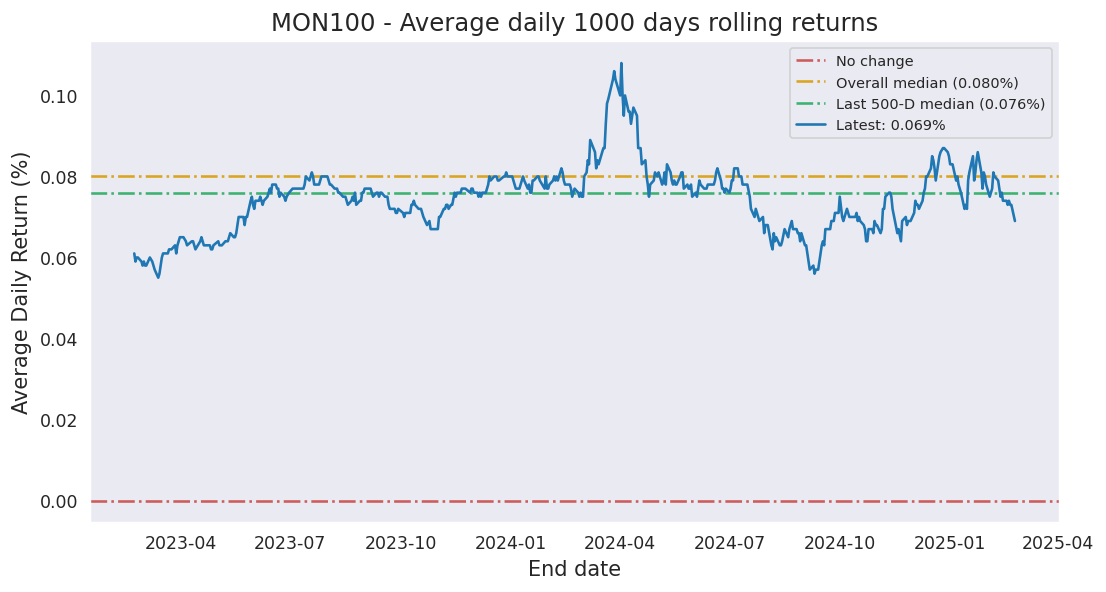 MON100 - Average daily 1000 days rolling returns
No change
Overall median (0.080%)
Last 500-D median (0.076%)
Latest: 0.069%
Average Daily Return (%)
0.10
0.08
0.06
0.04
0.02
0.00
2023-04 2023-07 2023-10 2024-01 2024-04 2024-07 2024-10 2025-01 2025-04
End date